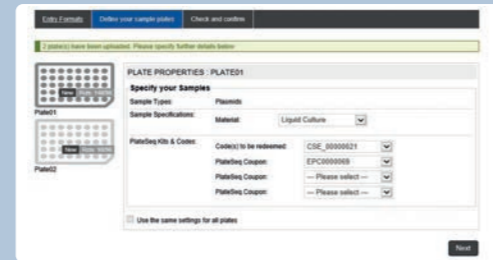 Entry Formats Define your sample plates Check and confirm
2 plate(s) have been uploaded. Please specify further details below
PLATE PROPERTIES : PLATE01
Specify your Samples
Sample Types: Plasmids
Sample Specifications: Material: Liquid Culture
New
Plate01
PlateSeq Kits & Codes: Code(s) to be redeemed: CSE_00000021
PlateSeq Coupon: EPC0000069
PlateSeq Coupon: --- Please select ---
PlateSeq Coupon: --- Please select ---
New
Plate02
Use the same settings for all plates
Next